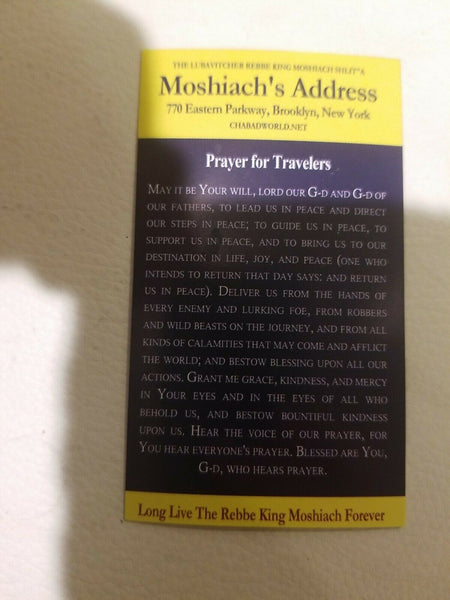 THE LUBAVITCHER REBBE KING MOSHIACH SHLIT"A
Moshiach's Address
770 Eastern Parkway, Brooklyn, New York
CHABADWORLD.NET
Prayer for Travelers
MAY IT BE YOUR WILL, LORD OUR G-D AND G-D OF
OUR FATHERS, TO LEAD US IN PEACE AND DIRECT
OUR STEPS IN PEACE; TO GUIDE US IN PEACE, TO
SUPPORT US IN PEACE, AND TO BRING US TO OUR
DESTINATION IN LIFE, JOY, AND PEACE (ONE WHO
INTENDS TO RETURN THAT DAY SAYS: AND RETURN
US IN PEACE). DELIVER US FROM THE HANDS OF
EVERY ENEMY AND LURKING FOE, FROM ROBBERS
AND WILD BEASTS ON THE JOURNEY, AND FROM ALL
KINDS OF CALAMITIES THAT MAY COME AND AFFLICT
THE WORLD; AND BESTOW BLESSING UPON ALL OUR
ACTIONS. GRANT ME GRACE, KINDNESS, AND MERCY
IN YOUR EYES AND IN THE EYES OF ALL WHO
BEHOLD US, AND BESTOW BOUNTIFUL KINDNESS
UPON US. HEAR THE VOICE OF OUR PRAYER, FOR
YOU HEAR EVERYONE'S PRAYER. BLESSED ARE YOU,
G-D, WHO HEARS PRAYER.
Long Live The Rebbe King Moshiach Forever